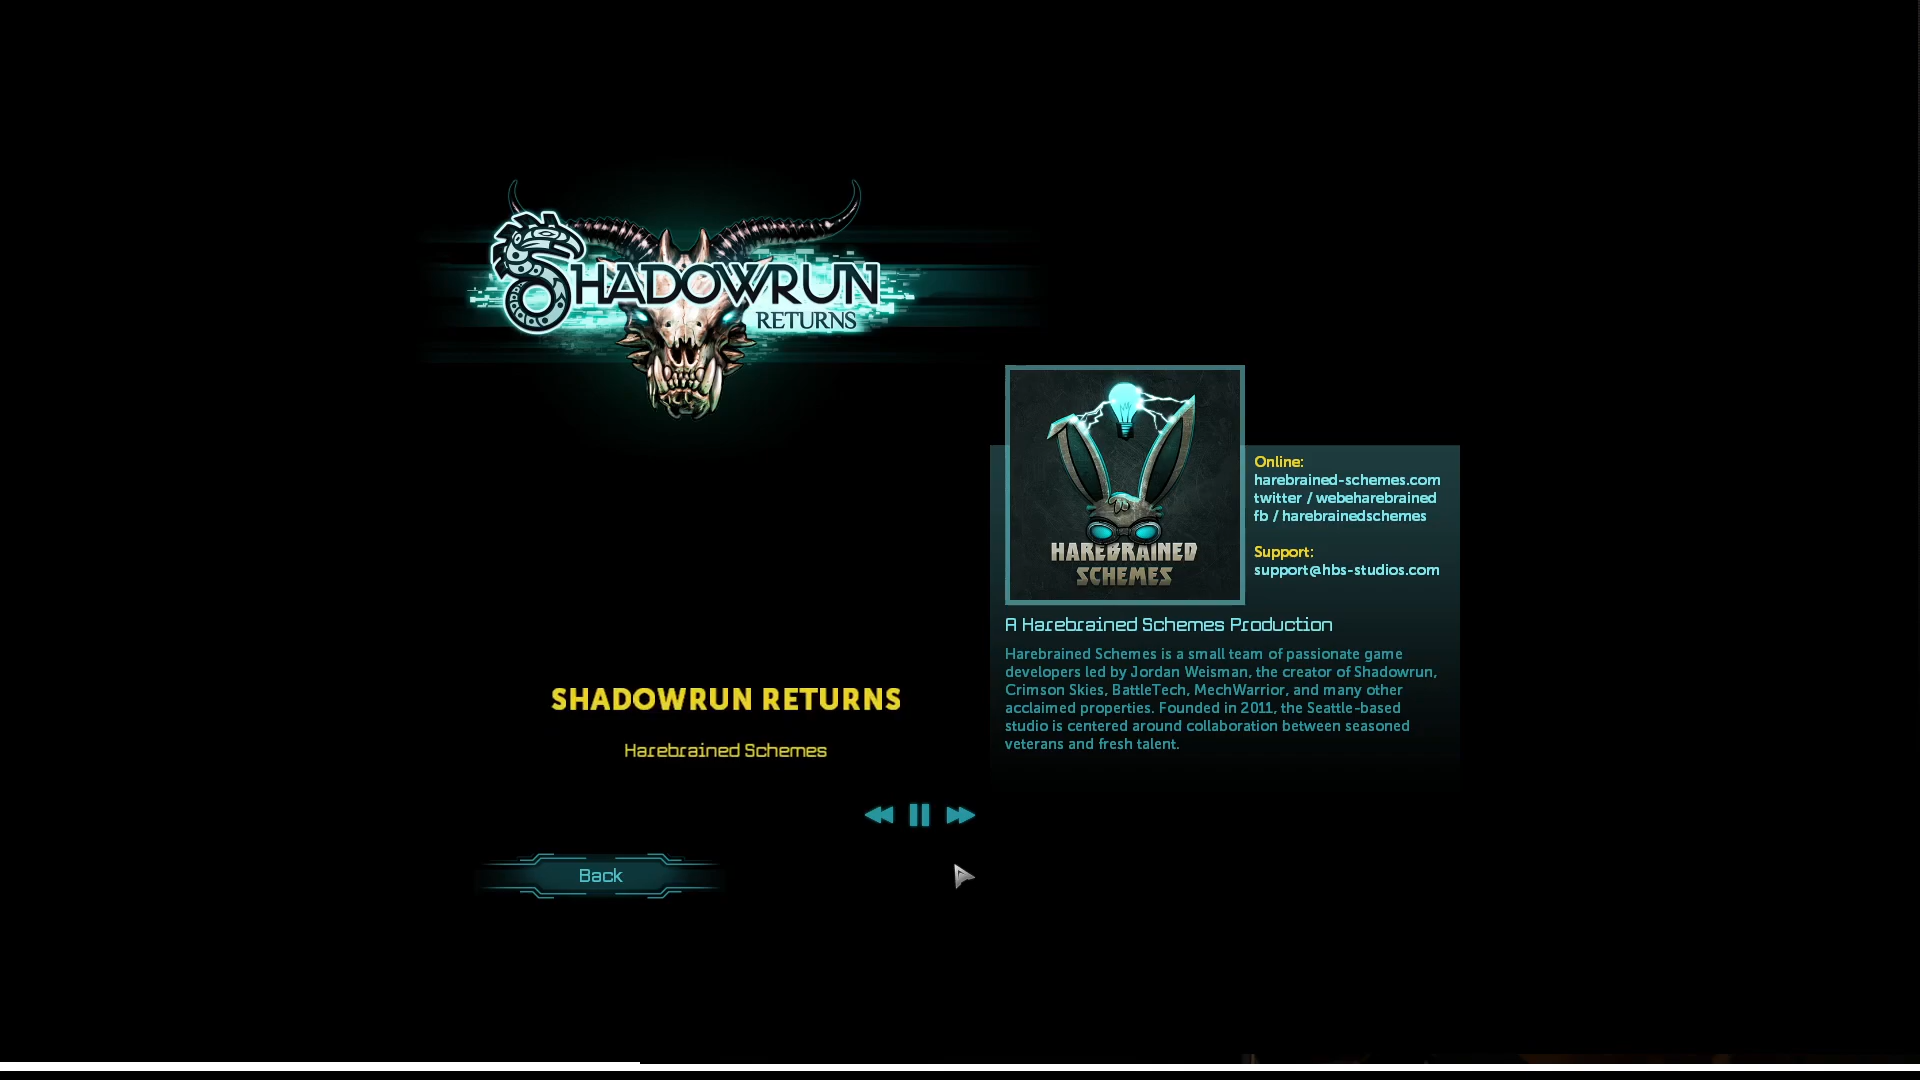 SHADOWRUN
RETURNS
HAREBRAINED
SCHEMES
Online:
harebrained-schemes.com
twitter / webeharebrained
fb / harebrainedschemes
Support:
support@hbs-studios.com
A Harebrained Schemes Production
Harebrained Schemes is a small team of passionate game
developers led by Jordan Weisman, the creator of Shadowrun,
Crimson Skies, BattleTech, MechWarrior, and many other
acclaimed properties. Founded in 2011, the Seattle-based
studio is centered around collaboration between seasoned
veterans and fresh talent.
SHADOWRUN RETURNS
Harebrained Schemes
Back